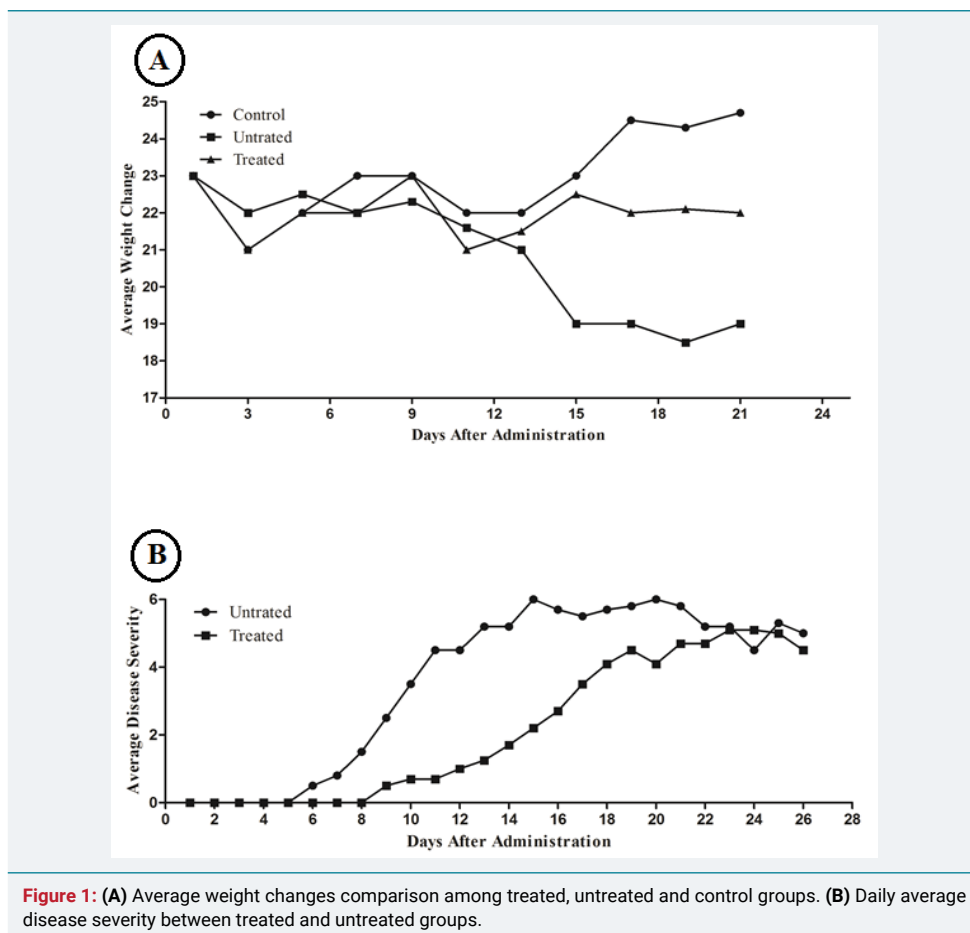 A
25
24
23
22
21
20
19
18
17
Average Weight Change
Control
Untrated
Treated
0 3 6 9 12 15 18 21 24
Days After Administration
B
6
4
2
0
Average Disease Severity
Untrated
Treated
0 2 4 6 8 10 12 14 16 18 20 22 24 26 28
Days After Administration
Figure 1: (A) Average weight changes comparison among treated, untreated and control groups. (B) Daily average
disease severity between treated and untreated groups.